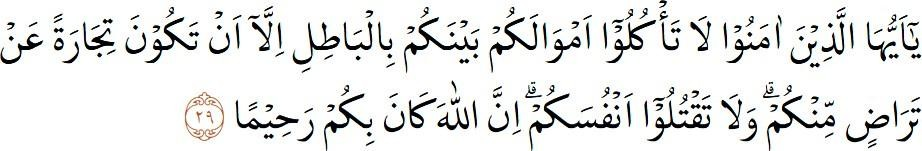 يٰٓاَيُّهَا الَّذِيْنَ اٰمَنُوْا لَا تَأْكُلُوْٓا اَمْوَالَكُمْ بَيْنَكُمْ بِالْبَاطِلِ اِلَّآ اَنْ تَكُوْنَ تِجَارَةً عَنْ
تَرَاضٍ مِّنْكُمْ ۗ وَلَا تَقْتُلُوْٓا اَنْفُسَكُمْ ۗ اِنَّ اللّٰهَ كَانَ بِكُمْ رَحِيْمًا ٢٩